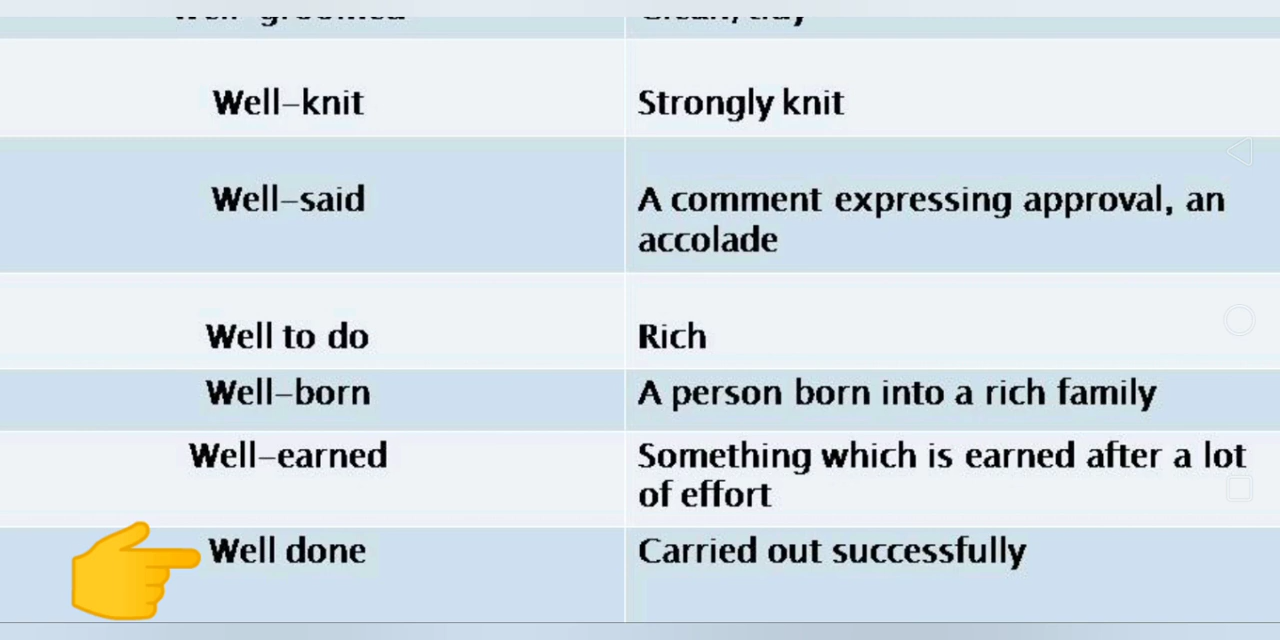 Well–knit
Strongly knit
Well–said
A comment expressing approval, an
accolade
Well to do
Rich
Well–born
A person born into a rich family
Well–earned
Something which is earned after a lot
of effort
Well done
Carried out successfully